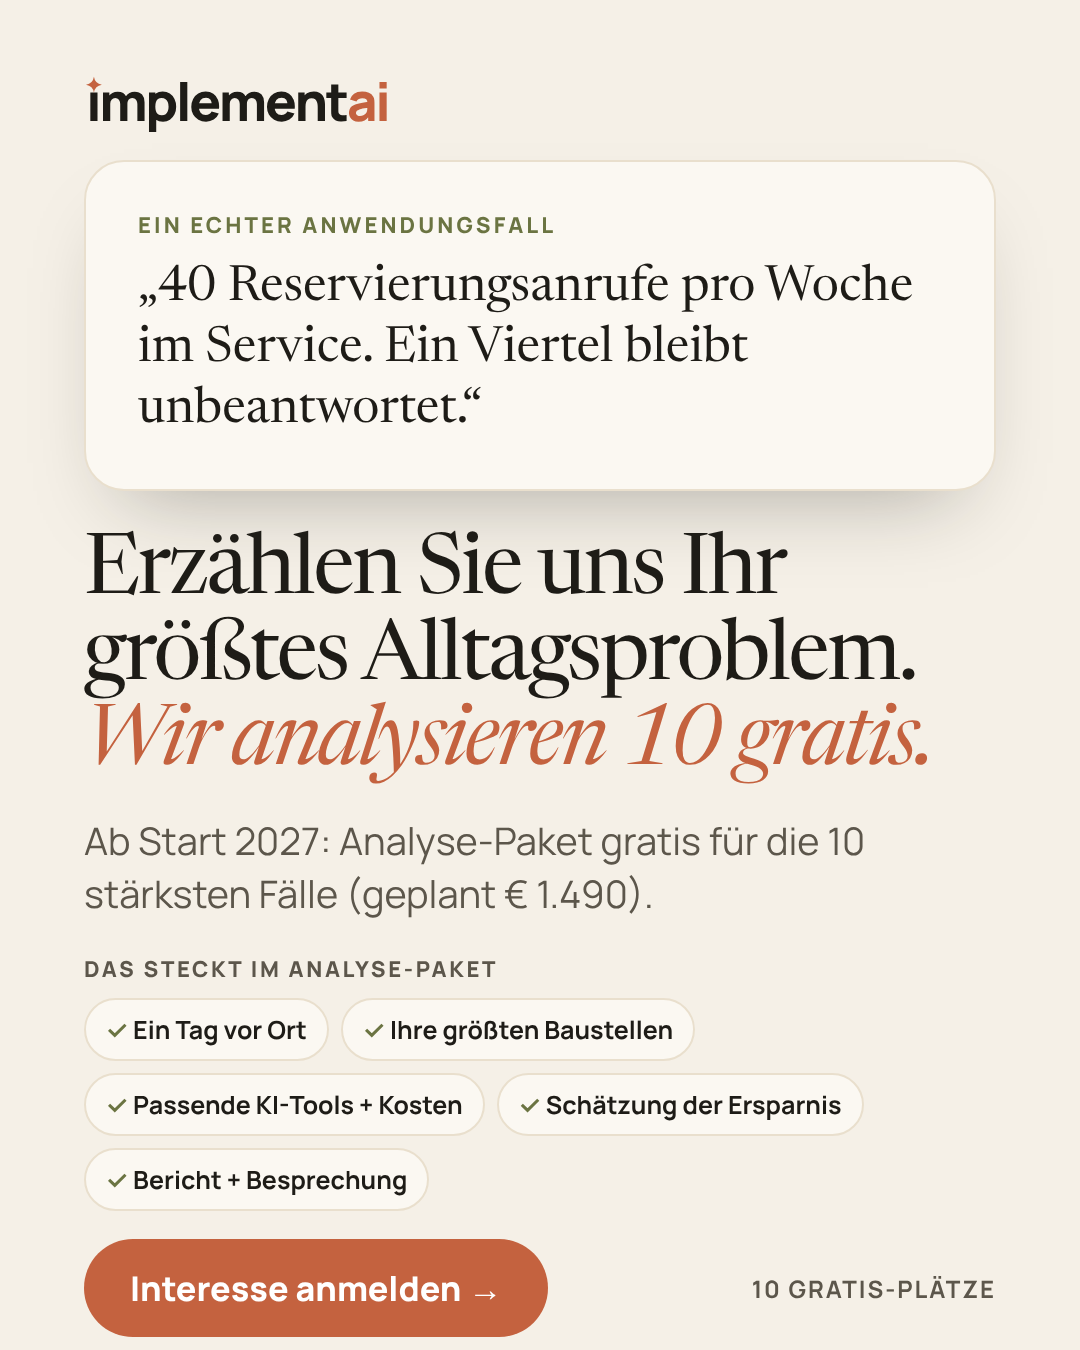 implementai
EIN ECHTER ANWENDUNGSFALL
„40 Reservierungsanrufe pro Woche
im Service. Ein Viertel bleibt
unbeantwortet.“
Erzählen Sie uns Ihr
größtes Alltagsproblem.
Wir analysieren 10 gratis.
Ab Start 2027: Analyse-Paket gratis für die 10
stärksten Fälle (geplant € 1.490).
DAS STECKT IM ANALYSE-PAKET
✓ Ein Tag vor Ort ✓ Ihre größten Baustellen
✓ Passende KI-Tools + Kosten ✓ Schätzung der Ersparnis
✓ Bericht + Besprechung
Interesse anmelden → 10 GRATIS-PLÄTZE